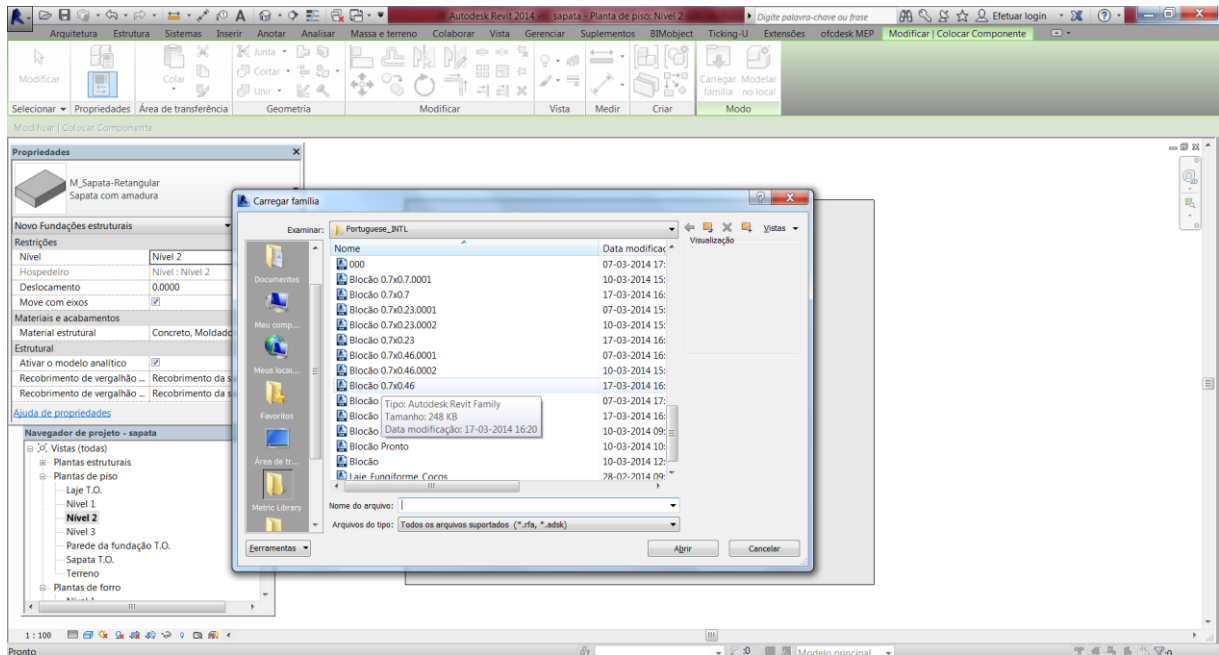 Autodesk Revit 2014 - sapata - Planta de piso: Nível 2
Digite palavra-chave ou frase
Efetuar login
Arquitetura Estrutura Sistemas Inserir Anotar Analisar Massa e terreno Colaborar Vista Gerenciar Suplementos BIMobject Ticking-U Extensões ofcdesk MEP Modificar | Colocar Componente
Modificar
Colar
Junta
Cortar
Unir
Carregar família
Modelar no local
Selecionar Propriedades Área de transferência Geometria Modificar Vista Medir Criar Modo
Modificar | Colocar Componente
Propriedades
M_Sapata-Retangular
Sapata com amadura
Novo Fundações estruturais
Restrições
Nível Nível 2
Hospedeiro Nível : Nível 2
Deslocamento 0.0000
Move com eixos
Materiais e acabamentos
Material estrutural Concreto, Moldado
Estrutural
Ativar o modelo analítico
Recobrimento de vergalhão ... Recobrimento da s
Recobrimento de vergalhão ... Recobrimento da s
Ajuda de propriedades
Navegador de projeto - sapata
Vistas (todas)
Plantas estruturais
Plantas de piso
Laje T.O.
Nível 1
Nível 2
Nível 3
Parede da fundação T.O.
Sapata T.O.
Terreno
Plantas de forro
Nível 1
Carregar família
Examinar: Portuguese_INTL
Vistas
Visualização
Documentos
Meu comp...
Meus locai...
Favoritos
Área de tr...
Metric Library
Nome Data modificaç
000 07-03-2014 17:
Blocão 0.7x0.7.0001 10-03-2014 15:
Blocão 0.7x0.7 17-03-2014 16:
Blocão 0.7x0.23.0001 07-03-2014 15:
Blocão 0.7x0.23.0002 10-03-2014 15:
Blocão 0.7x0.23 17-03-2014 16:
Blocão 0.7x0.46.0001 07-03-2014 16:
Blocão 0.7x0.46.0002 10-03-2014 15:
Blocão 0.7x0.46 17-03-2014 16:
Blocão 07-03-2014 17:
Blocão 17-03-2014 16:
Blocão 10-03-2014 09:
Tipo: Autodesk Revit Family
Tamanho: 248 KB
Data modificação: 17-03-2014 16:20
Blocão Pronto 10-03-2014 10:
Blocão 10-03-2014 12:
Laje Fungiforme Cocos 28-02-2014 09:
Nome do arquivo:
Arquivos do tipo: Todos os arquivos suportados (*.rfa, *.adsk)
Ferramentas
Abrir
Cancelar
1 : 100
Pronto
:0
Modelo principal
:0